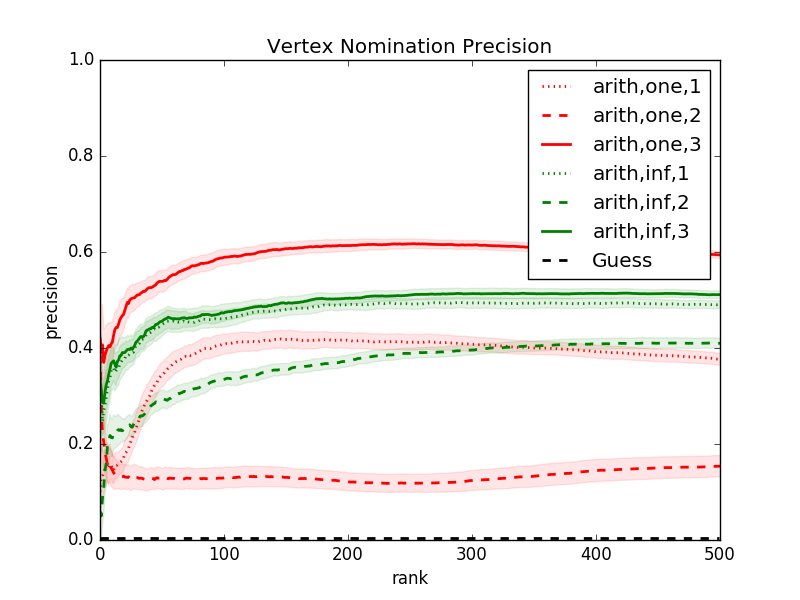 Vertex Nomination Precision
1.0
0.8
0.6
0.4
0.2
0.0
precision
arith,one,1
arith,one,2
arith,one,3
arith,inf,1
arith,inf,2
arith,inf,3
Guess
0 100 200 300 400 500
rank